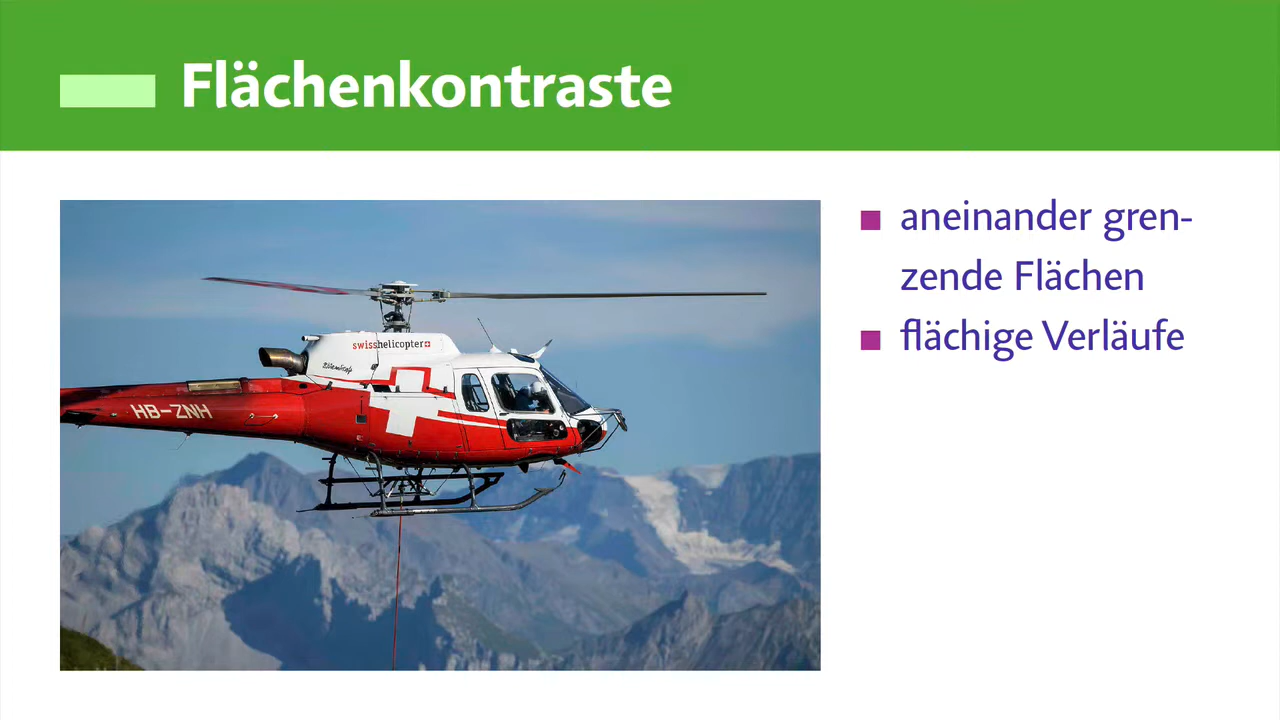 Flächenkontraste
aneinander gren-
zende Flächen
flächige Verläufe
swisshelicopter
HB-ZNH